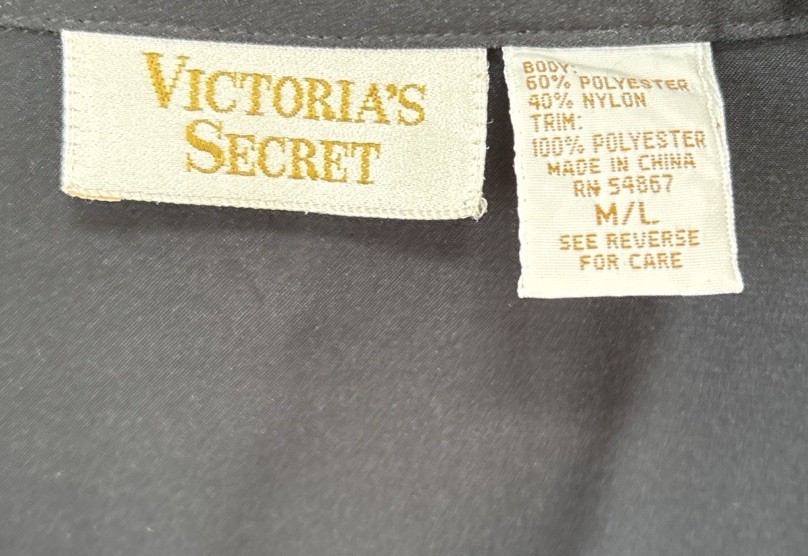 VICTORIA'S
SECRET
BODY:
60% POLYESTER
40% NYLON
TRIM:
100% POLYESTER
MADE IN CHINA
RN 54867
M/L
SEE REVERSE
FOR CARE